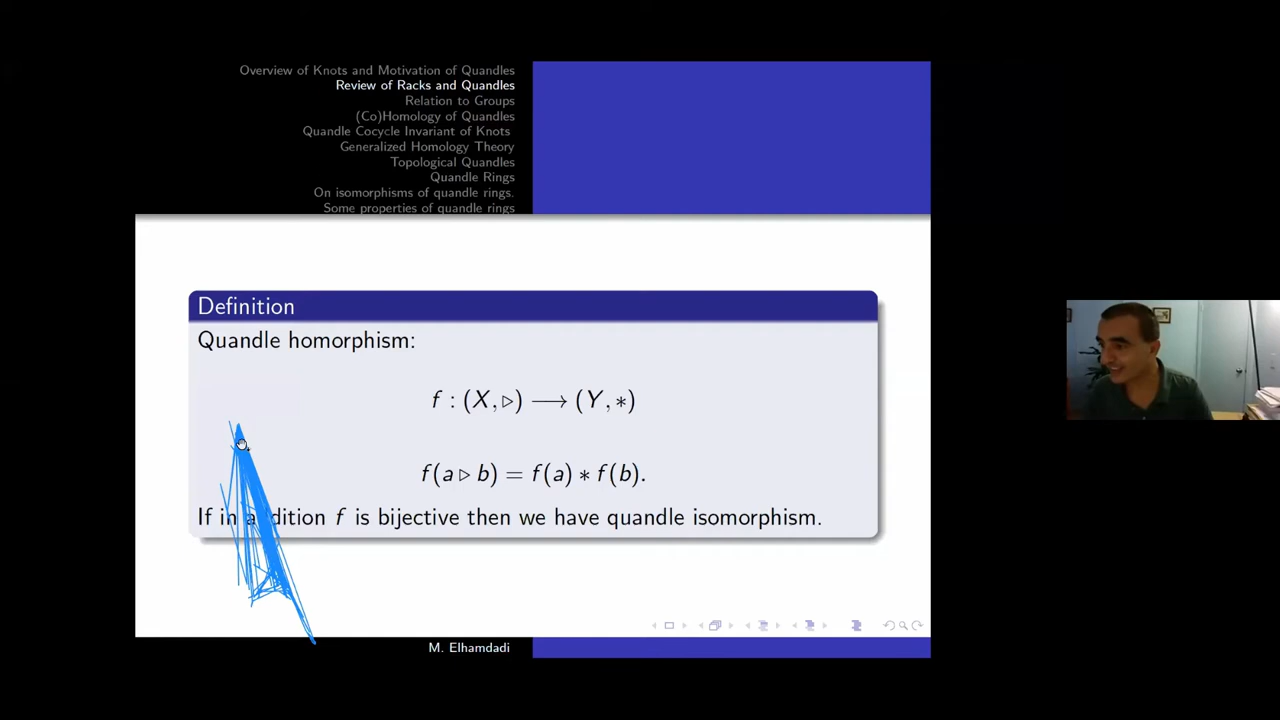 Overview of Knots and Motivation of Quandles
Review of Racks and Quandles
Relation to Groups
(Co)Homology of Quandles
Quandle Cocycle Invariant of Knots
Generalized Homology Theory
Topological Quandles
Quandle Rings
On isomorphisms of quandle rings.
Some properties of quandle rings
Definition
Quandle homorphism:
f : (X, ▷) ⟶ (Y, ∗)
f(a ▷ b) = f(a) ∗ f(b).
If in addition f is bijective then we have quandle isomorphism.
M. Elhamdadi